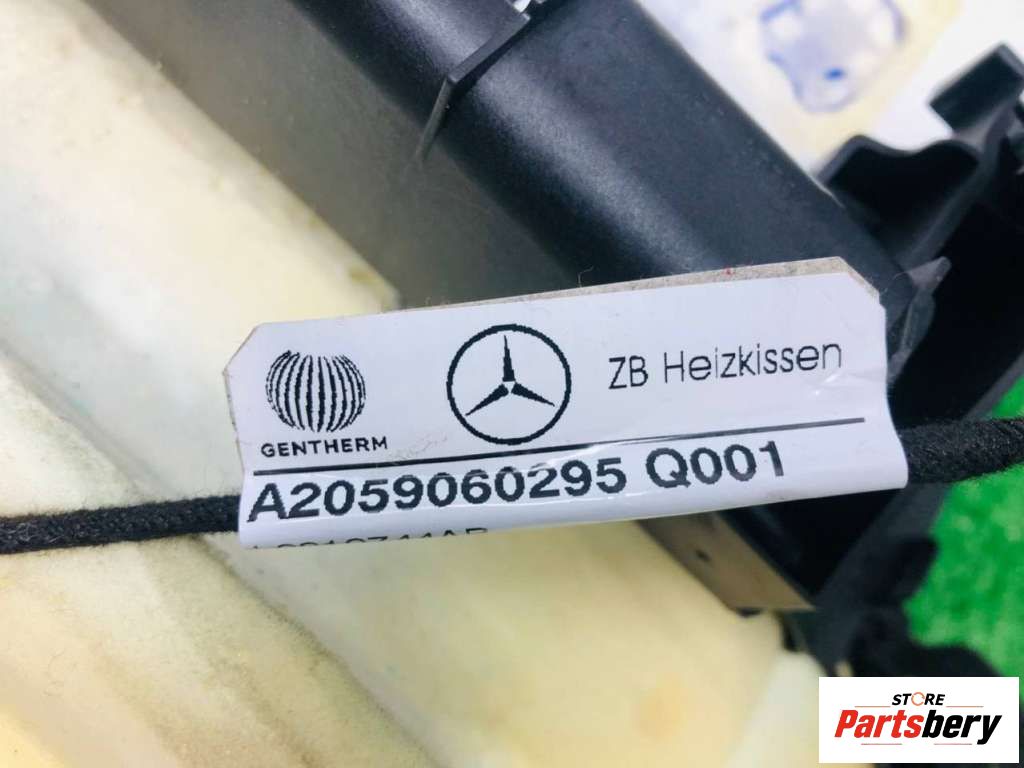 ZB Heizkissen
GENTHERM
A2059060295 Q001
STORE
Partsbery